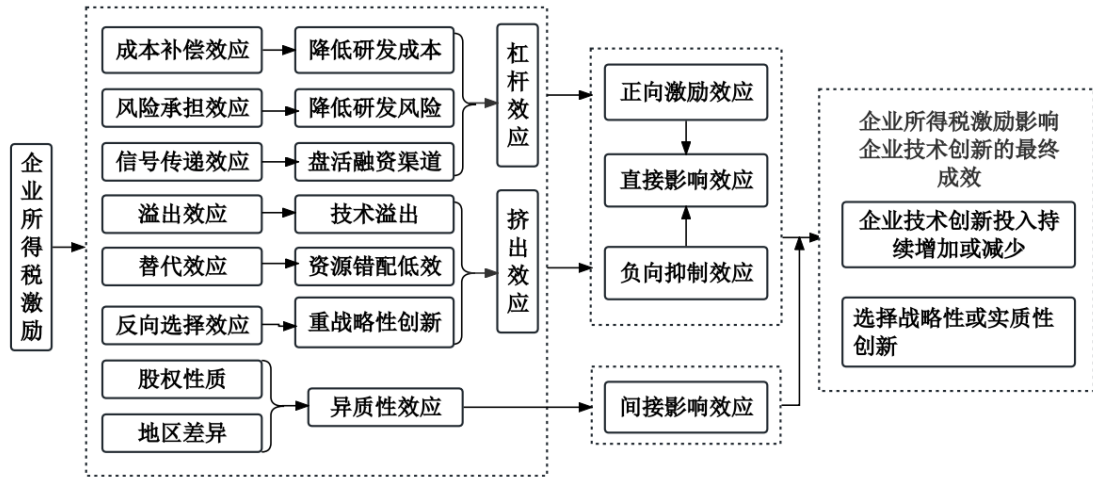 企业所得税激励
成本补偿效应
降低研发成本
风险承担效应
降低研发风险
信号传递效应
盘活融资渠道
杠杆效应
溢出效应
技术溢出
替代效应
资源错配低效
反向选择效应
重战略性创新
挤出效应
股权性质
地区差异
异质性效应
正向激励效应
直接影响效应
负向抑制效应
间接影响效应
企业所得税激励影响
企业技术创新的最终
成效
企业技术创新投入持
续增加或减少
选择战略性或实质性
创新